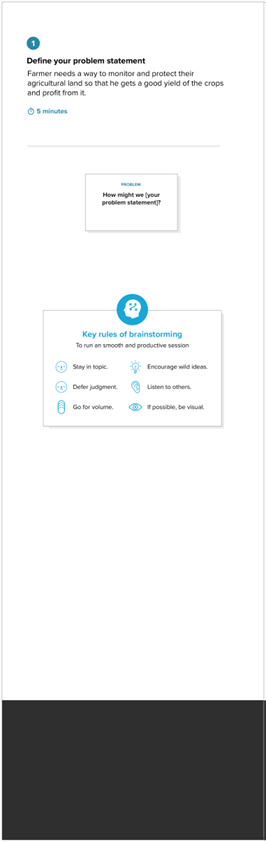 1
Define your problem statement
Farmer needs a way to monitor and protect their
agricultural land so that he gets a good yield of the crops
and profit from it.
5 minutes
PROBLEM
How might we [your
problem statement]?
Key rules of brainstorming
To run an smooth and productive session
Stay in topic.
Encourage wild ideas.
Defer judgment.
Listen to others.
Go for volume.
If possible, be visual.